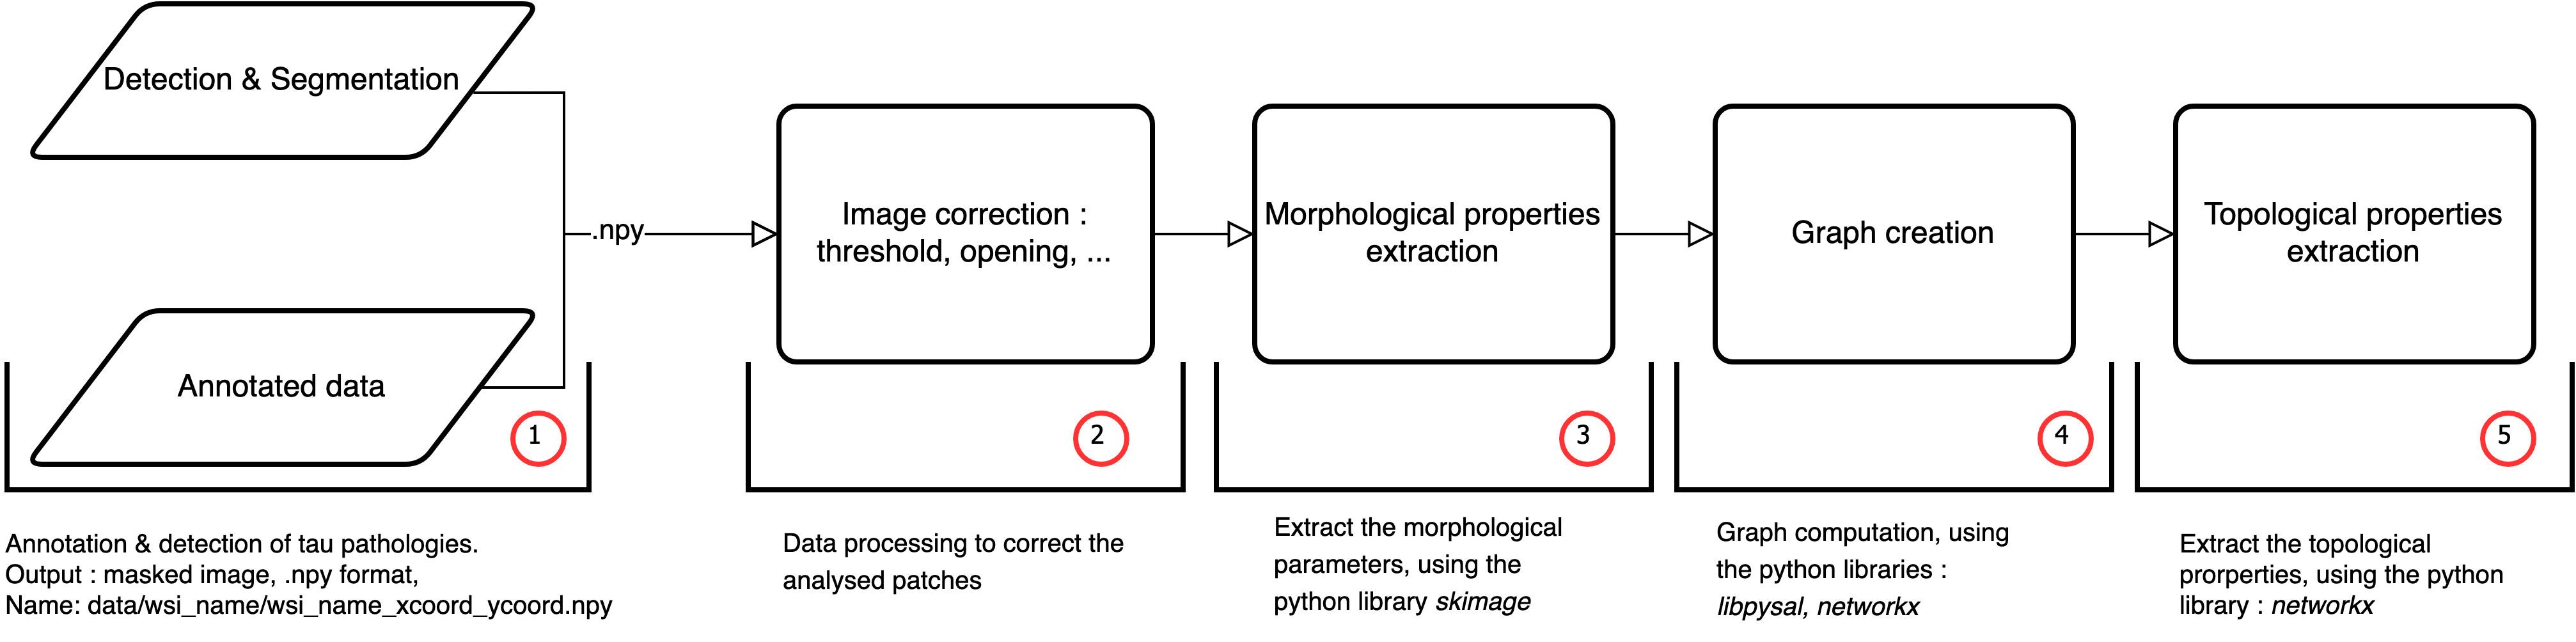 Detection & Segmentation
Annotated data
.npy
Image correction :
threshold, opening, ...
Morphological properties
extraction
Graph creation
Topological properties
extraction
1
2
3
4
5
Annotation & detection of tau pathologies.
Output : masked image, .npy format,
Name: data/wsi_name/wsi_name_xcoord_ycoord.npy
Data processing to correct the
analysed patches
Extract the morphological
parameters, using the
python library skimage
Graph computation, using
the python libraries :
libpysal, networkx
Extract the topological
prorperties, using the python
library : networkx